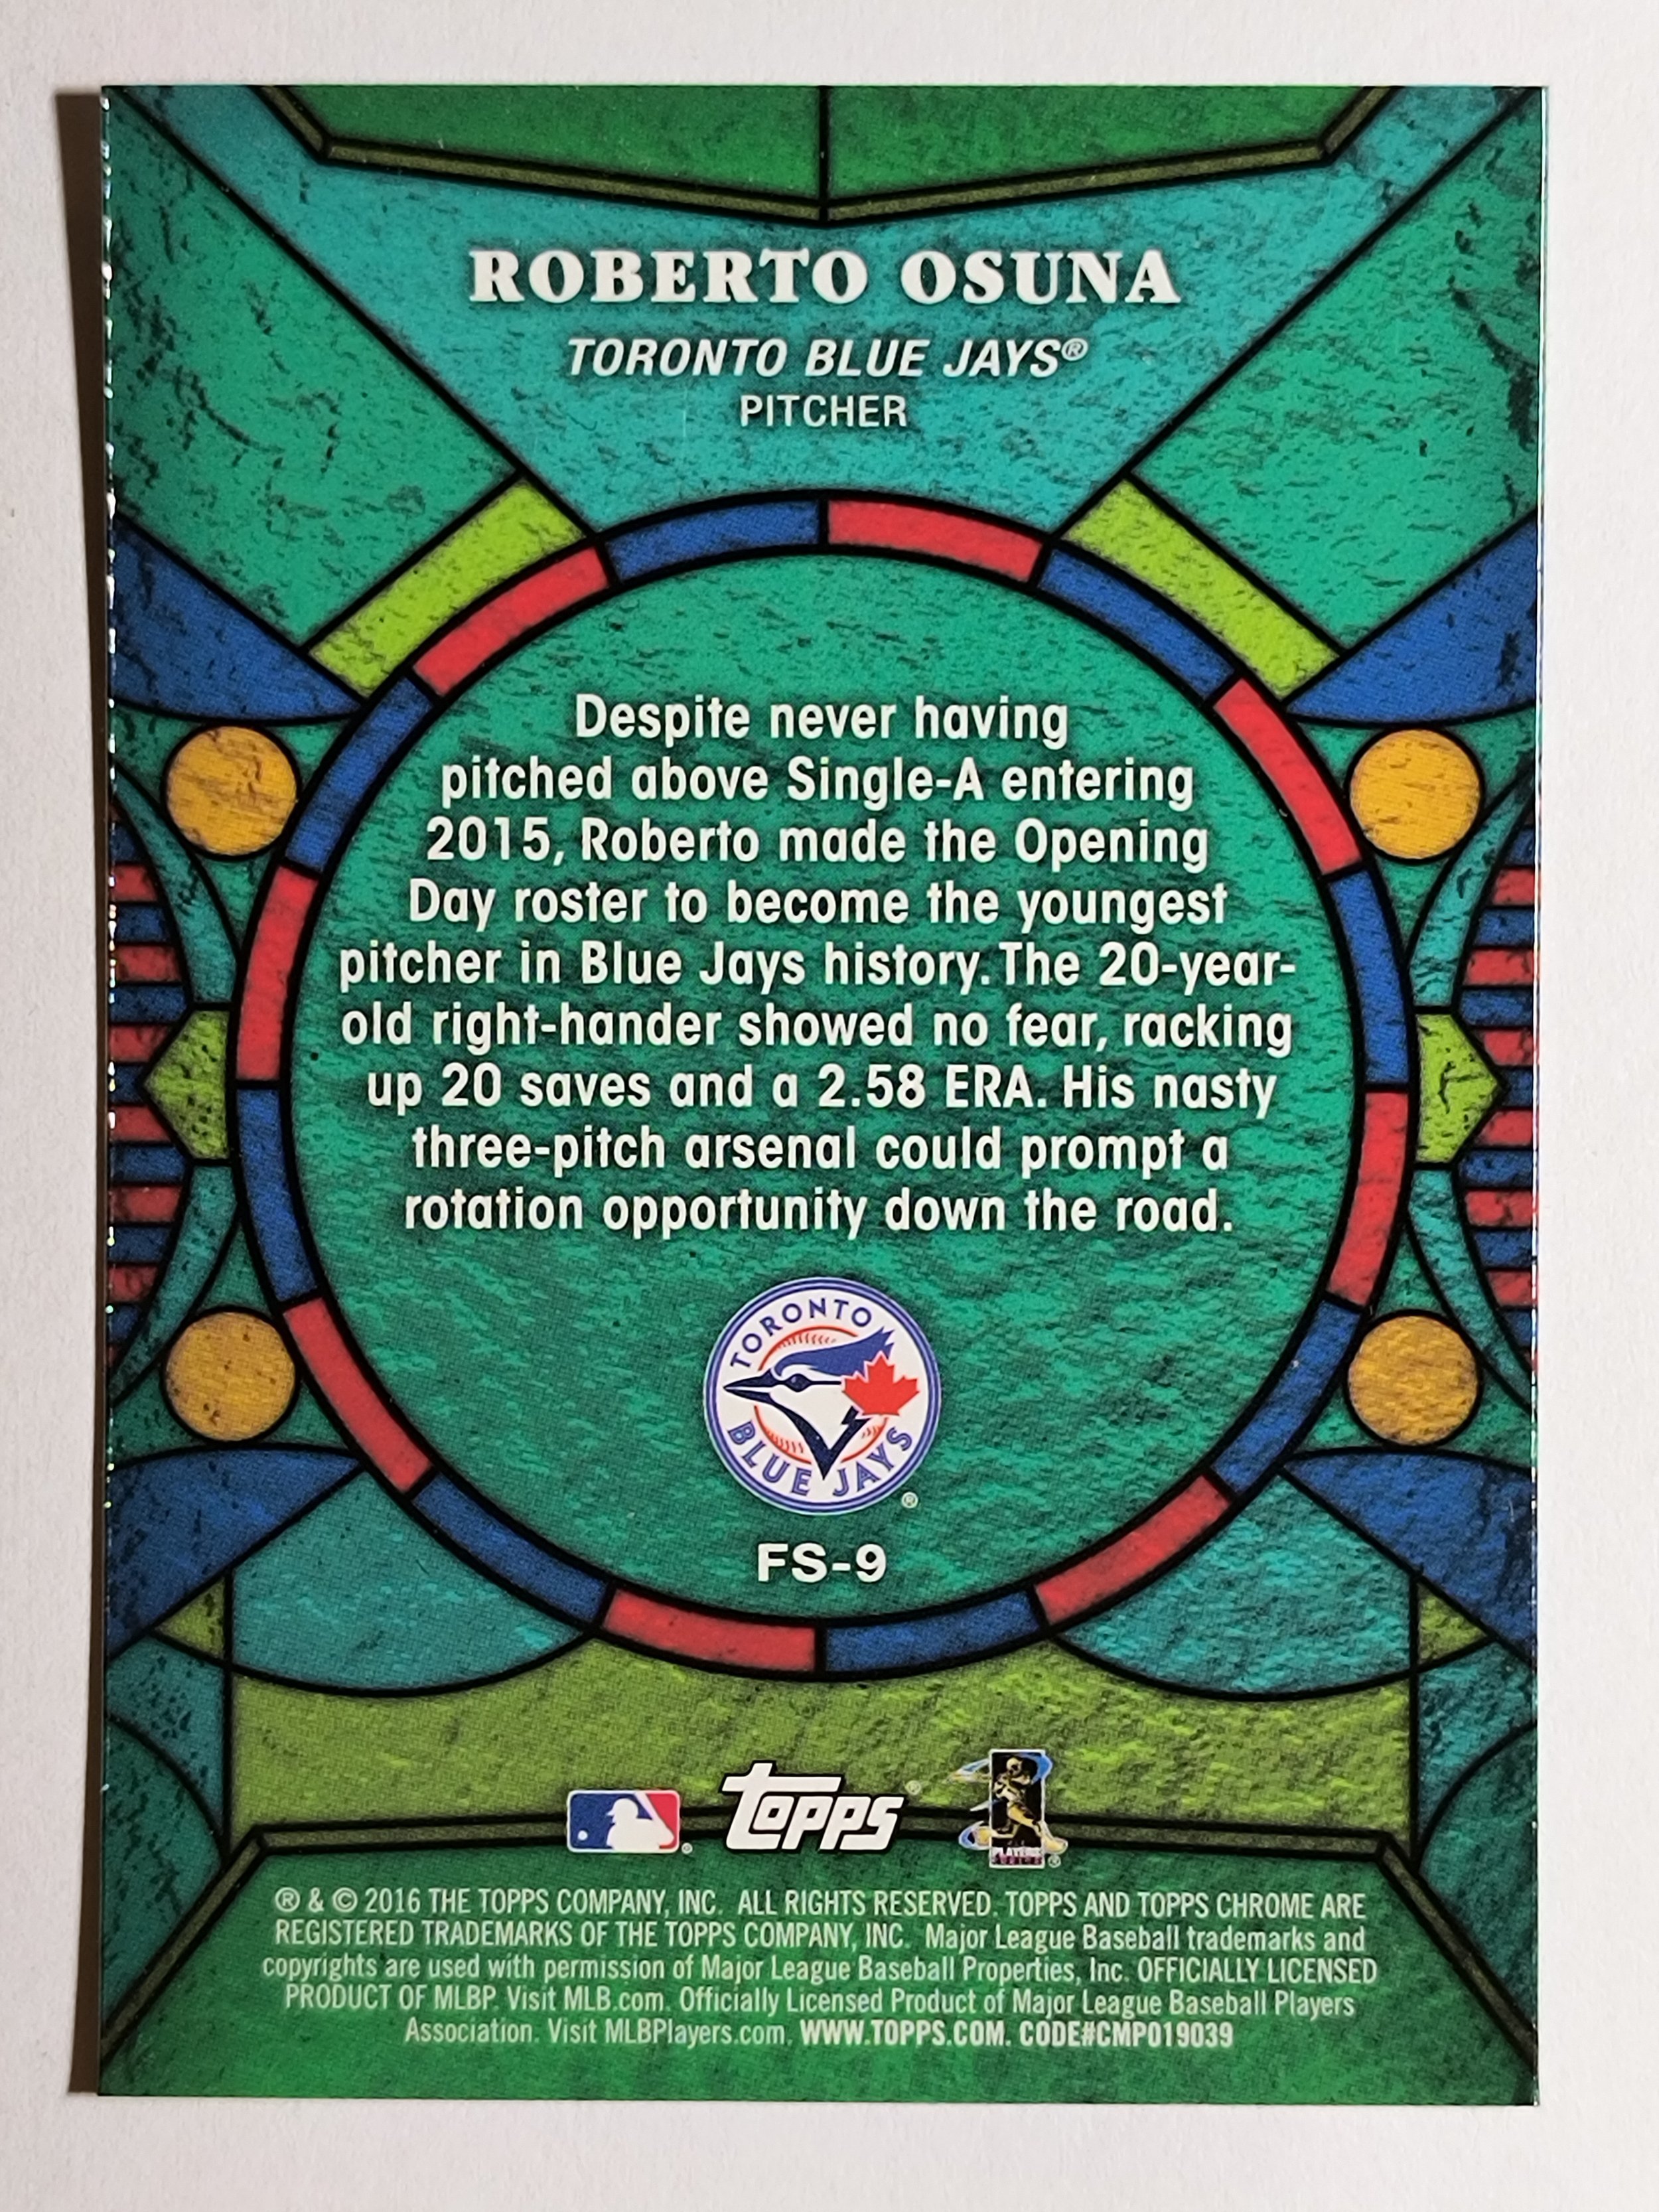 ROBERTO OSUNA
TORONTO BLUE JAYS®
PITCHER
Despite never having
pitched above Single-A entering
2015, Roberto made the Opening
Day roster to become the youngest
pitcher in Blue Jays history. The 20-year-
old right-hander showed no fear, racking
up 20 saves and a 2.58 ERA. His nasty
three-pitch arsenal could prompt a
rotation opportunity down the road.
TORONTO
BLUE JAYS
®
FS-9
®
topps®
PLAYERS
CHOICE
®
® & © 2016 THE TOPPS COMPANY, INC. ALL RIGHTS RESERVED. TOPPS AND TOPPS CHROME ARE
REGISTERED TRADEMARKS OF THE TOPPS COMPANY, INC. Major League Baseball trademarks and
copyrights are used with permission of Major League Baseball Properties, Inc. OFFICIALLY LICENSED
PRODUCT OF MLBP. Visit MLB.com. Officially Licensed Product of Major League Baseball Players
Association. Visit MLBPlayers.com. WWW.TOPPS.COM. CODE#CMP019039